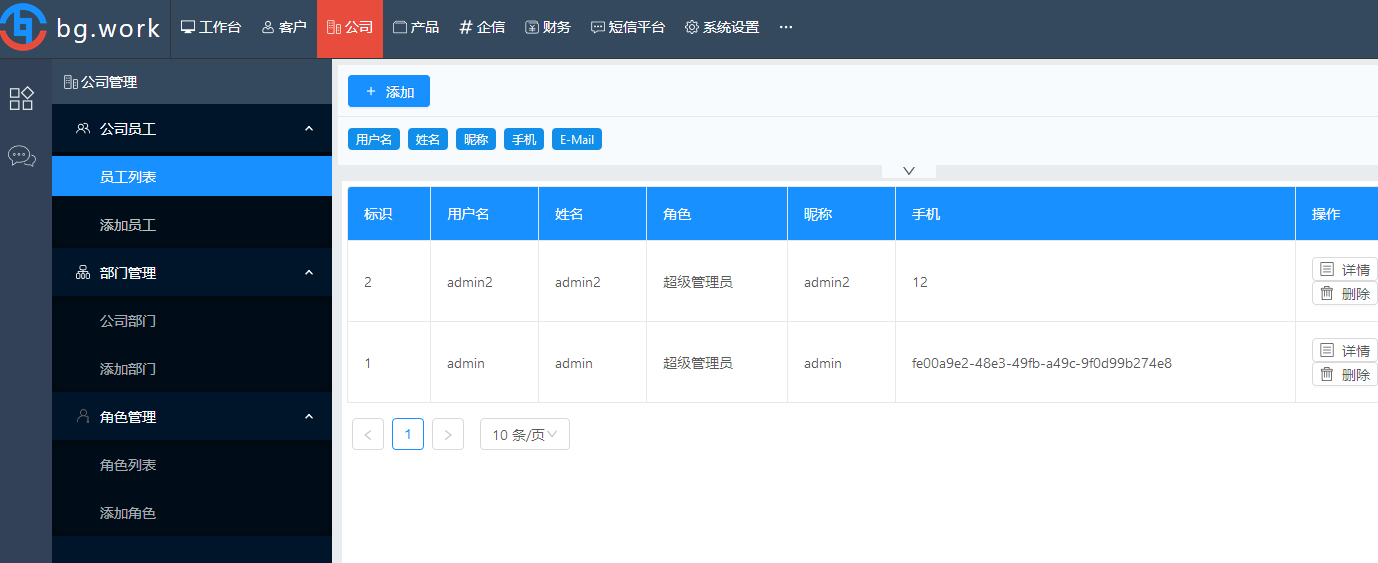 bg.work 工作台 客户 公司 产品 # 企信 财务 短信平台 系统设置 ···
公司管理
公司员工
员工列表
添加员工
部门管理
公司部门
添加部门
角色管理
角色列表
添加角色
+ 添加
用户名 姓名 昵称 手机 E-Mail
标识 用户名 姓名 角色 昵称 手机 操作
2 admin2 admin2 超级管理员 admin2 12 详情
删除
1 admin admin 超级管理员 admin fe00a9e2-48e3-49fb-a49c-9f0d99b274e8 详情
删除
< 1 > 10 条/页